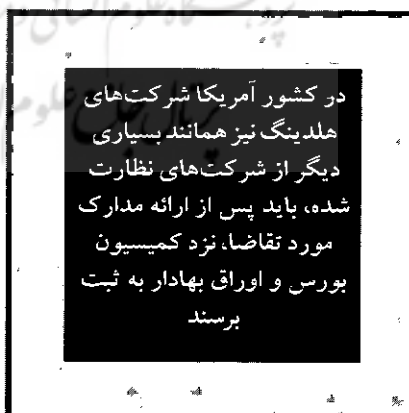 در کشور آمریکا شرکت‌های
هلدینگ نیز همانند بسیاری
دیگر از شرکت‌های نظارت
شده، باید پس از ارائه مدارک
مورد تقاضا، نزد کمیسیون
بورس و اوراق بهادار به ثبت
برسند